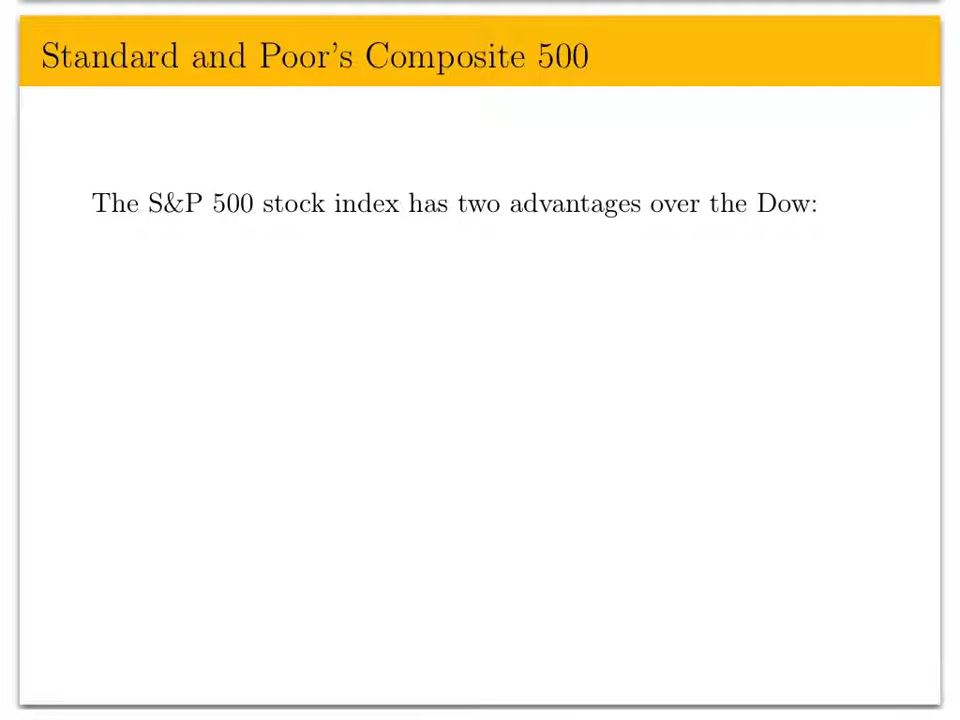 Standard and Poor's Composite 500
The S&P 500 stock index has two advantages over the Dow: